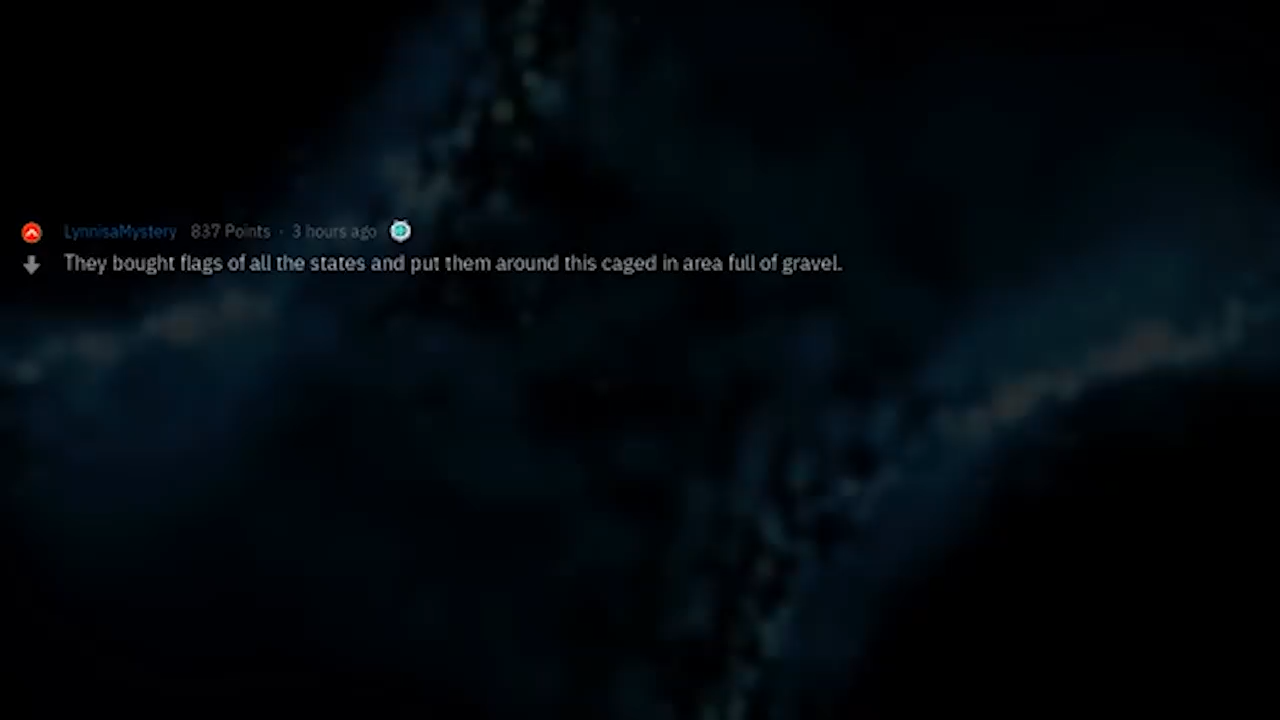 LynnisaMystery 837 Points · 3 hours ago
They bought flags of all the states and put them around this caged in area full of gravel.